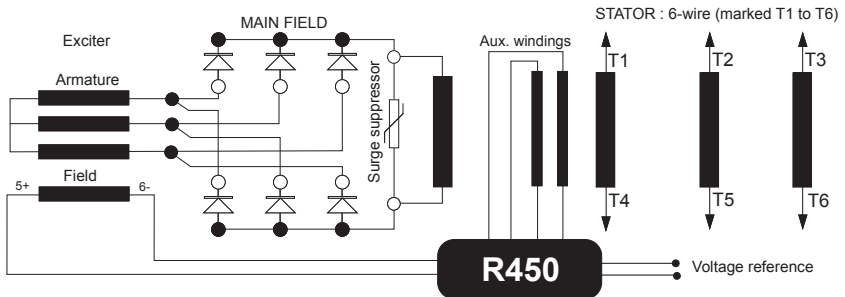 STATOR : 6-wire (marked T1 to T6)
MAIN FIELD
Exciter
Aux. windings
T1
T2
T3
Armature
Surge suppressor
Field
5+
6-
T4
T5
T6
R450
Voltage reference